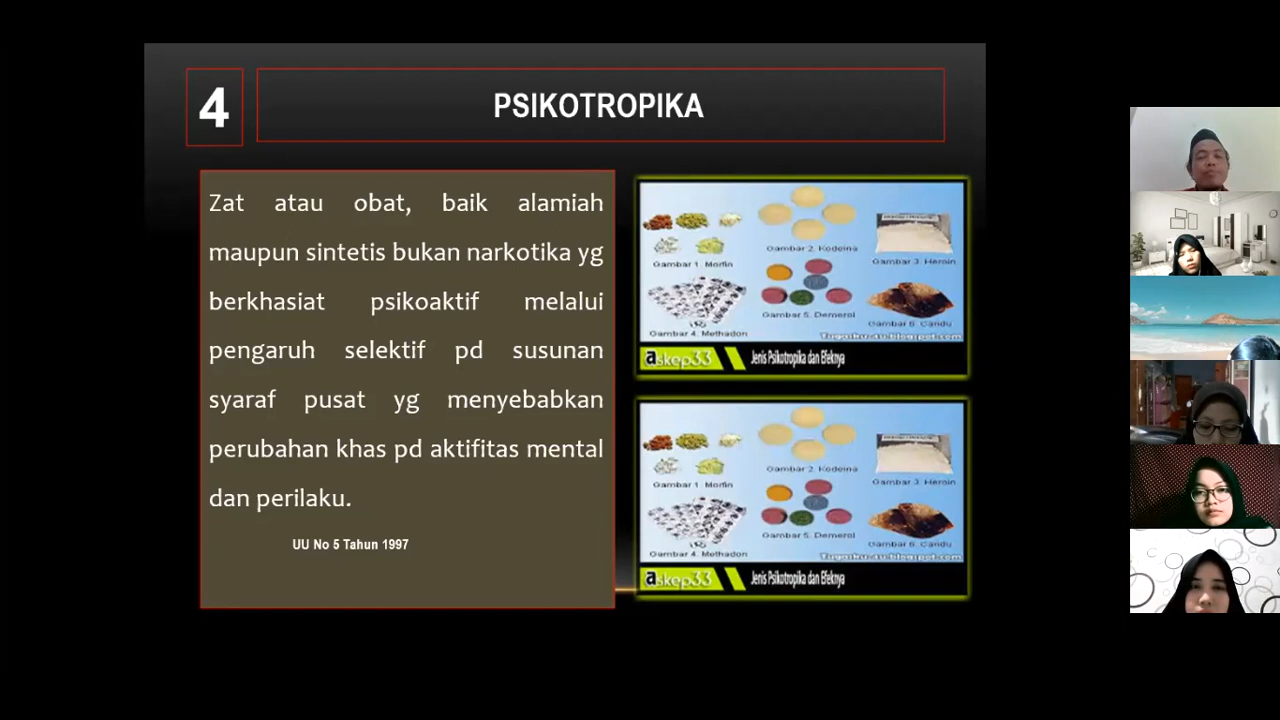 4
PSIKOTROPIKA
Zat atau obat, baik alamiah
maupun sintetis bukan narkotika yg
berkhasiat psikoaktif melalui
pengaruh selektif pd susunan
syaraf pusat yg menyebabkan
perubahan khas pd aktifitas mental
dan perilaku.
UU No 5 Tahun 1997
Gambar 1. Morfin
Gambar 2. Kodeina
Gambar 3. Heroin
Gambar 4. Methadon
Gambar 5. Demerol
Gambar 6. Candu
askep33
Jenis Psikotropika dan Efeknya
Gambar 1. Morfin
Gambar 2. Kodeina
Gambar 3. Heroin
Gambar 4. Methadon
Gambar 5. Demerol
Gambar 6. Candu
askep33
Jenis Psikotropika dan Efeknya